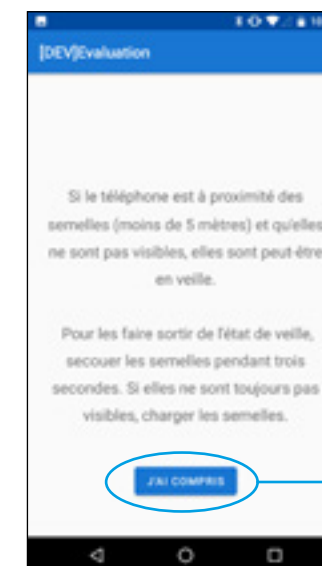 [DEV]Evaluation
Si le téléphone est à proximité des
semelles (moins de 5 mètres) et qu'elles
ne sont pas visibles, elles sont peut-être
en veille.
Pour les faire sortir de l'état de veille,
secouer les semelles pendant trois
secondes. Si elles ne sont toujours pas
visibles, charger les semelles.
J'AI COMPRIS